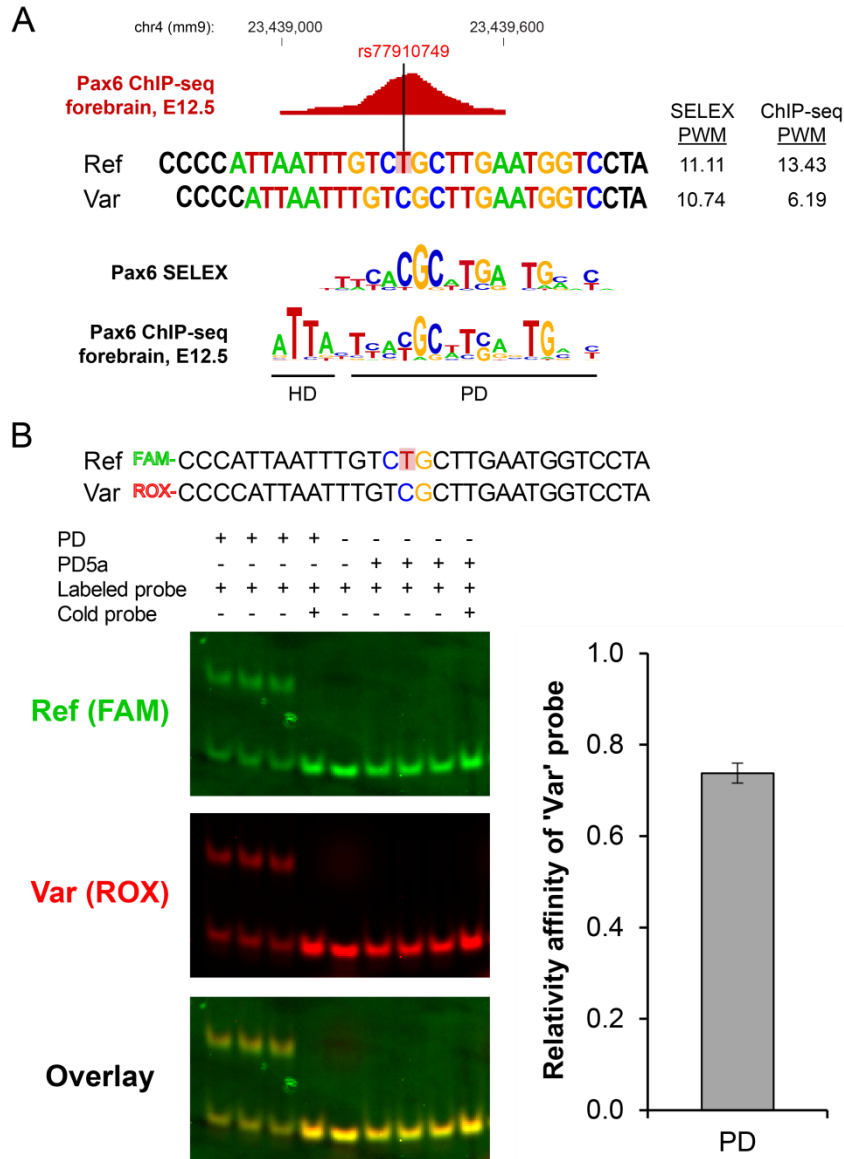 A
chr4 (mm9): 23,439,000 23,439,600
rs77910749
Pax6 ChIP-seq
forebrain, E12.5
SELEX ChIP-seq
PWM PWM
Ref CCCCATTAATTTGTCTGCTTGAATGGTCCTA 11.11 13.43
Var CCCCATTAATTTGTCGCTTGAATGGTCCTA 10.74 6.19
Pax6 SELEX
Pax6 ChIP-seq
forebrain, E12.5
HD PD
B
Ref FAM-CCCATTAATTTGTCTGCTTGAATGGTCCTA
Var ROX-CCCCATTAATTTGTCGCTTGAATGGTCCTA
PD + + + + - - - - -
PD5a - - - - - + + + +
Labeled probe + + + + + + + + +
Cold probe - - - + - - - - +
Ref (FAM)
Var (ROX)
Overlay
Relativity affinity of 'Var' probe
1.0
0.8
0.6
0.4
0.2
0.0
PD